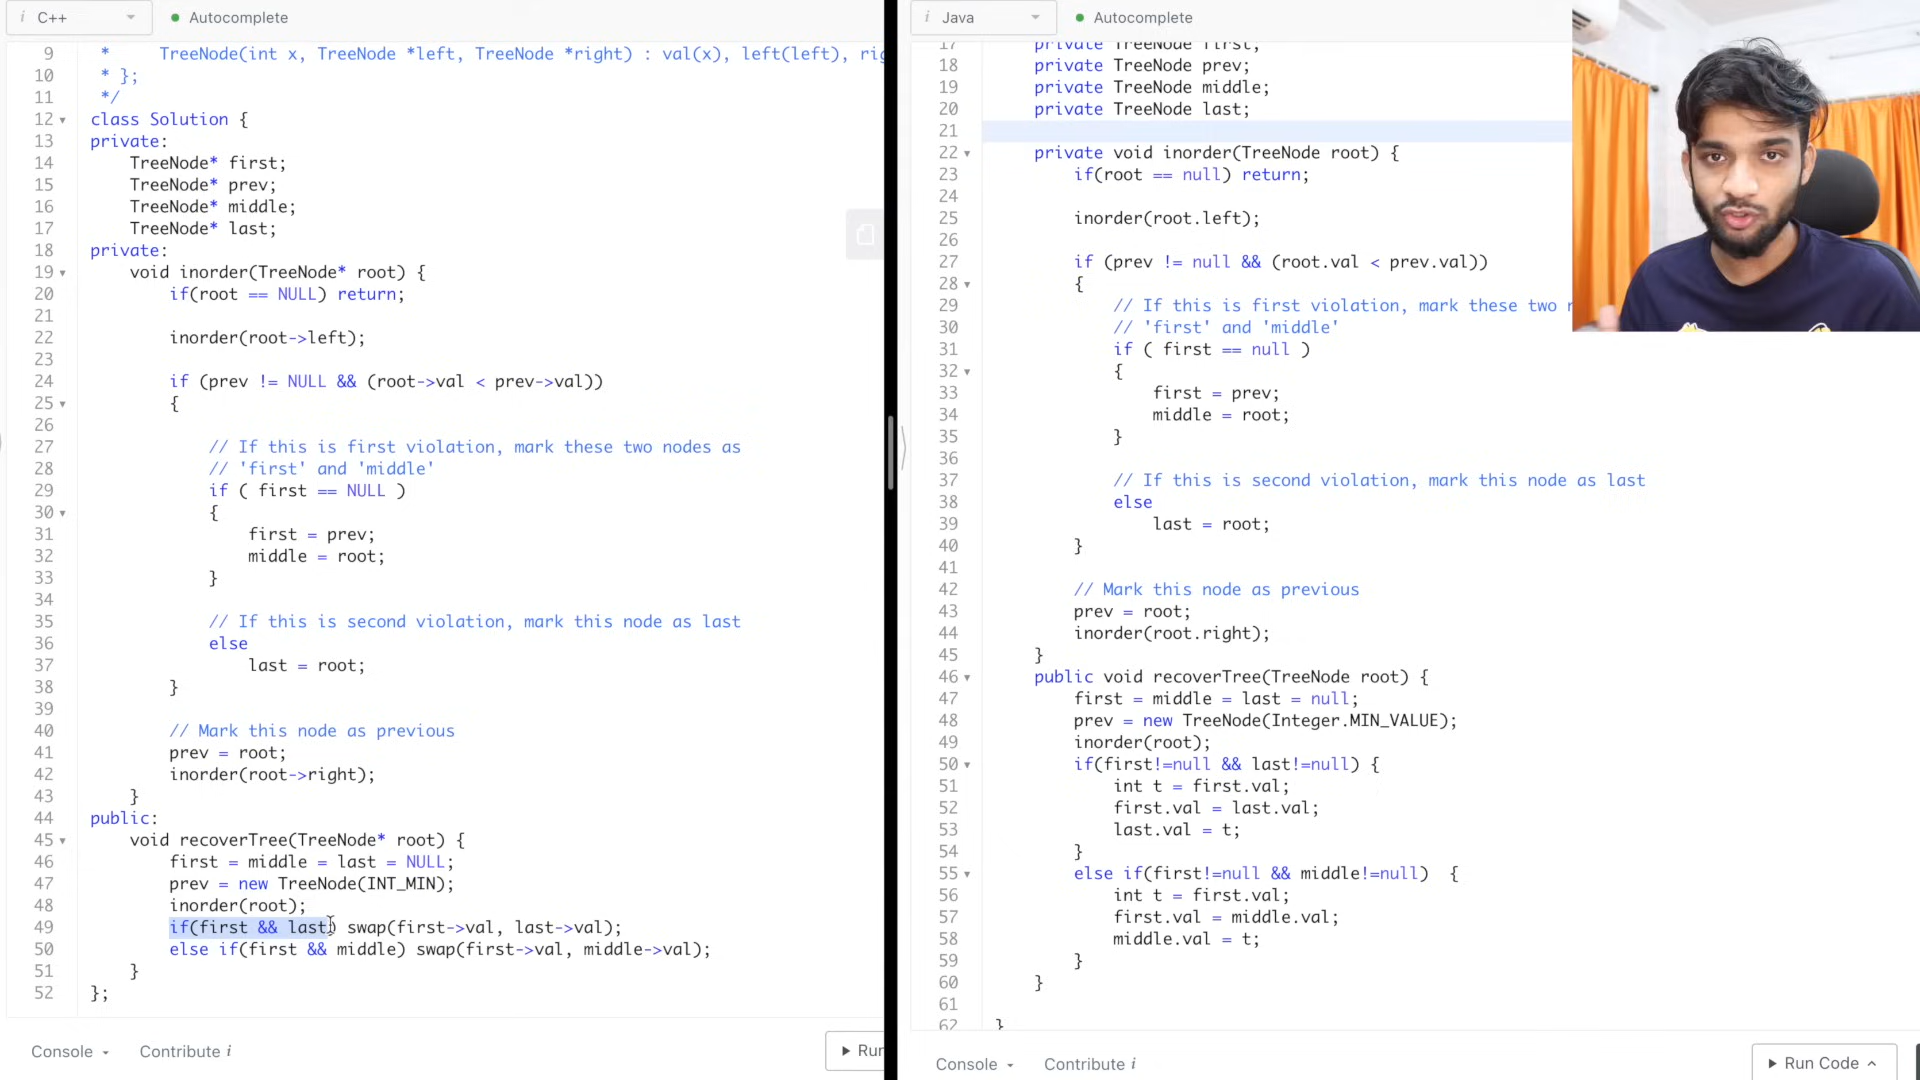 i C++
Autocomplete
9 * TreeNode(int x, TreeNode *left, TreeNode *right) : val(x), left(left), rig
10 * };
11 */
12 class Solution {
13 private:
14 TreeNode* first;
15 TreeNode* prev;
16 TreeNode* middle;
17 TreeNode* last;
18 private:
19 void inorder(TreeNode* root) {
20 if(root == NULL) return;
21
22 inorder(root->left);
23
24 if (prev != NULL && (root->val < prev->val))
25 {
26
27 // If this is first violation, mark these two nodes as
28 // 'first' and 'middle'
29 if ( first == NULL )
30 {
31 first = prev;
32 middle = root;
33 }
34
35 // If this is second violation, mark this node as last
36 else
37 last = root;
38 }
39
40 // Mark this node as previous
41 prev = root;
42 inorder(root->right);
43 }
44 public:
45 void recoverTree(TreeNode* root) {
46 first = middle = last = NULL;
47 prev = new TreeNode(INT_MIN);
48 inorder(root);
49 if(first && last) swap(first->val, last->val);
50 else if(first && middle) swap(first->val, middle->val);
51 }
52 };
Console
Contribute i
Run
i Java
Autocomplete
17 private TreeNode first;
18 private TreeNode prev;
19 private TreeNode middle;
20 private TreeNode last;
21
22 private void inorder(TreeNode root) {
23 if(root == null) return;
24
25 inorder(root.left);
26
27 if (prev != null && (root.val < prev.val))
28 {
29 // If this is first violation, mark these two
30 // 'first' and 'middle'
31 if ( first == null )
32 {
33 first = prev;
34 middle = root;
35 }
36
37 // If this is second violation, mark this node as last
38 else
39 last = root;
40 }
41
42 // Mark this node as previous
43 prev = root;
44 inorder(root.right);
45 }
46 public void recoverTree(TreeNode root) {
47 first = middle = last = null;
48 prev = new TreeNode(Integer.MIN_VALUE);
49 inorder(root);
50 if(first!=null && last!=null) {
51 int t = first.val;
52 first.val = last.val;
53 last.val = t;
54 }
55 else if(first!=null && middle!=null) {
56 int t = first.val;
57 first.val = middle.val;
58 middle.val = t;
59 }
60 }
61
62 }
Console
Contribute i
Run Code